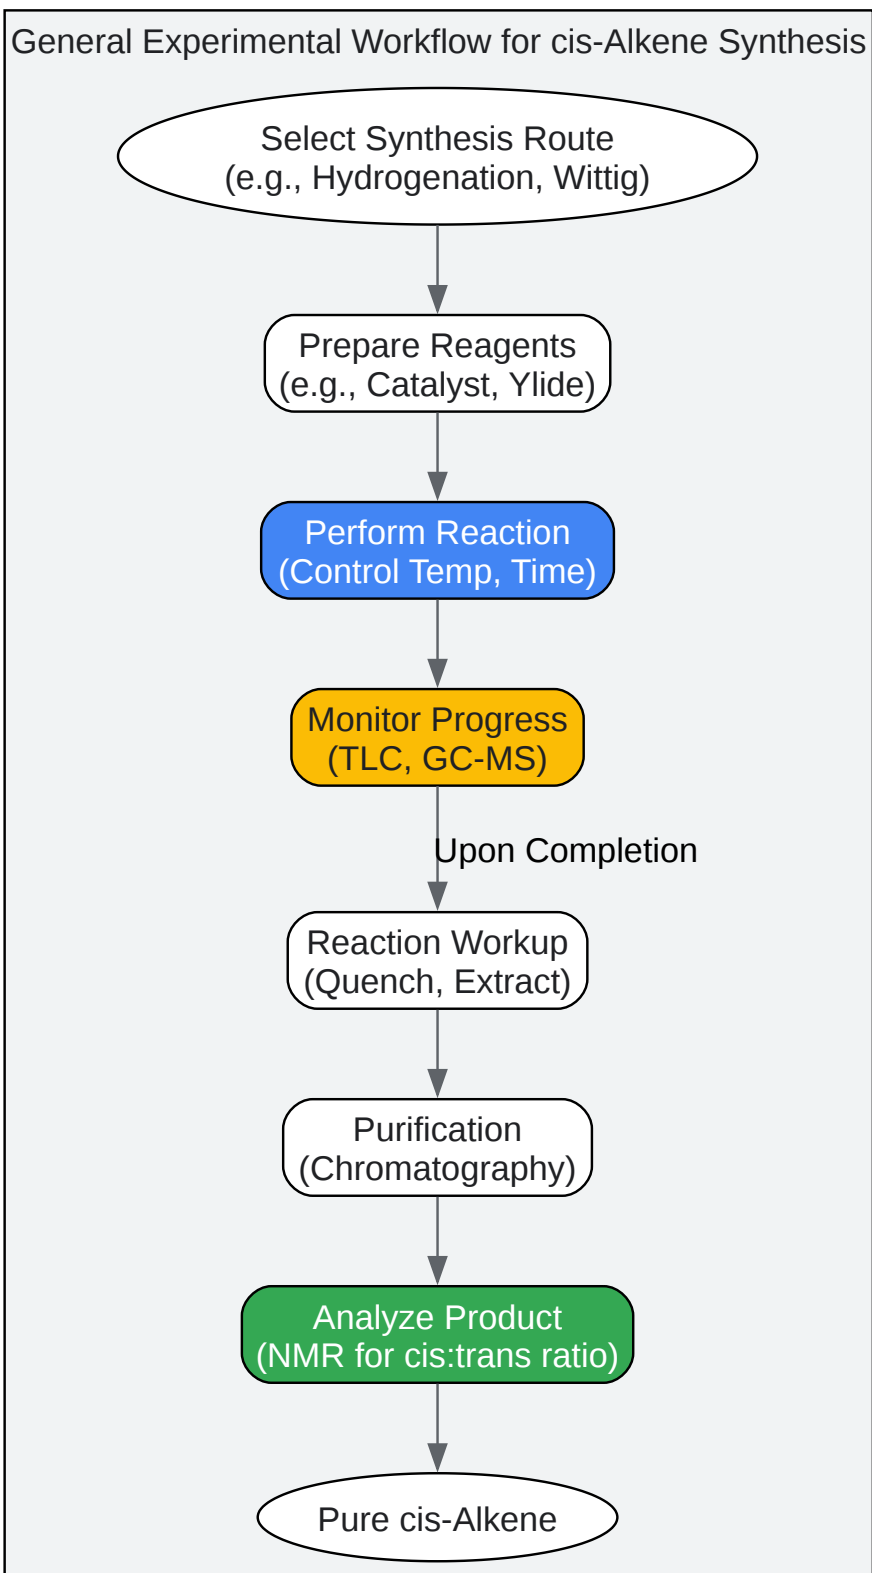 General Experimental Workflow for cis-Alkene Synthesis
Select Synthesis Route
(e.g., Hydrogenation, Wittig)
Prepare Reagents
(e.g., Catalyst, Ylide)
Perform Reaction
(Control Temp, Time)
Monitor Progress
(TLC, GC-MS)
Upon Completion
Reaction Workup
(Quench, Extract)
Purification
(Chromatography)
Analyze Product
(NMR for cis:trans ratio)
Pure cis-Alkene